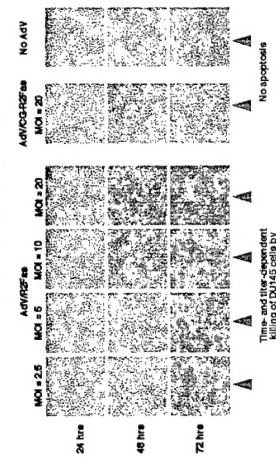 AdV/R2Fas
AdV/CG-R2Fas
No AdV
MOI = 2.5
MOI = 5
MOI = 10
MOI = 20
MOI = 20
24 hrs
48 hrs
72 hrs
Time- and titer-dependent
killing of DU145 cells by
No apoptosis